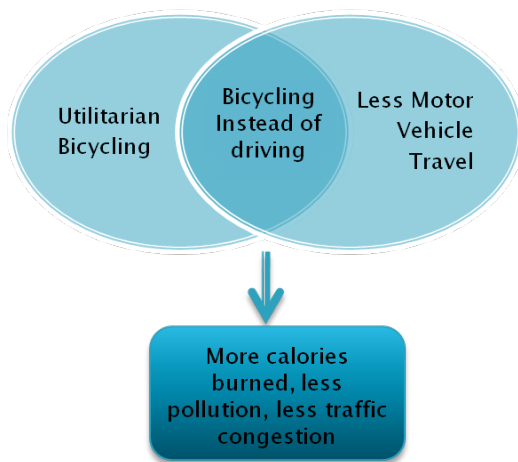 Utilitarian
Bicycling
Bicycling
Instead of
driving
Less Motor
Vehicle
Travel
More calories
burned, less
pollution, less traffic
congestion